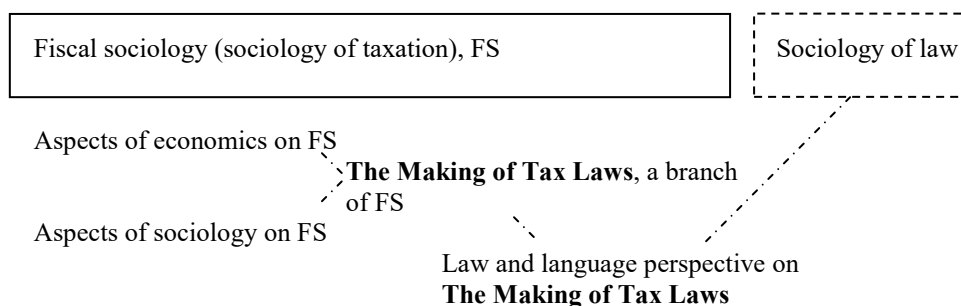 Fiscal sociology (sociology of taxation), FS
Sociology of law
Aspects of economics on FS
The Making of Tax Laws, a branch
of FS
Aspects of sociology on FS
Law and language perspective on
The Making of Tax Laws